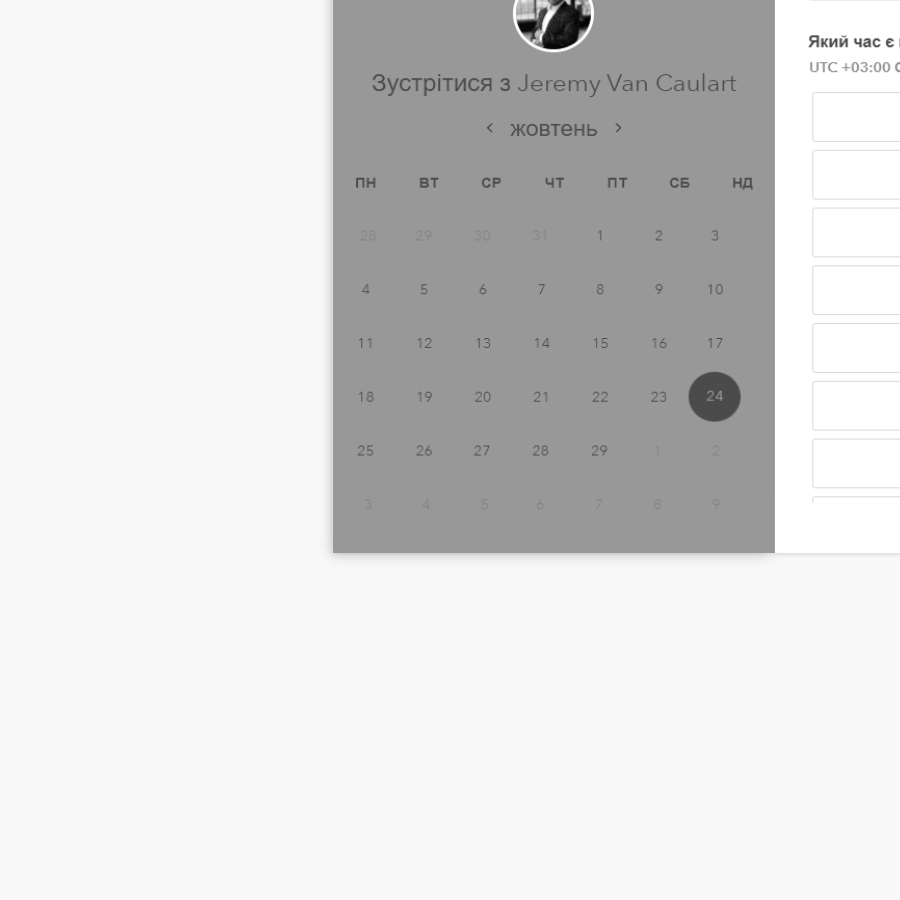 Зустрітися з Jeremy Van Caulart
жовтень
ПН ВТ СР ЧТ ПТ СБ НД
28 29 30 31 1 2 3
4 5 6 7 8 9 10
11 12 13 14 15 16 17
18 19 20 21 22 23 24
25 26 27 28 29 1 2
3 4 5 6 7 8 9
Який час є
UTC +03:00